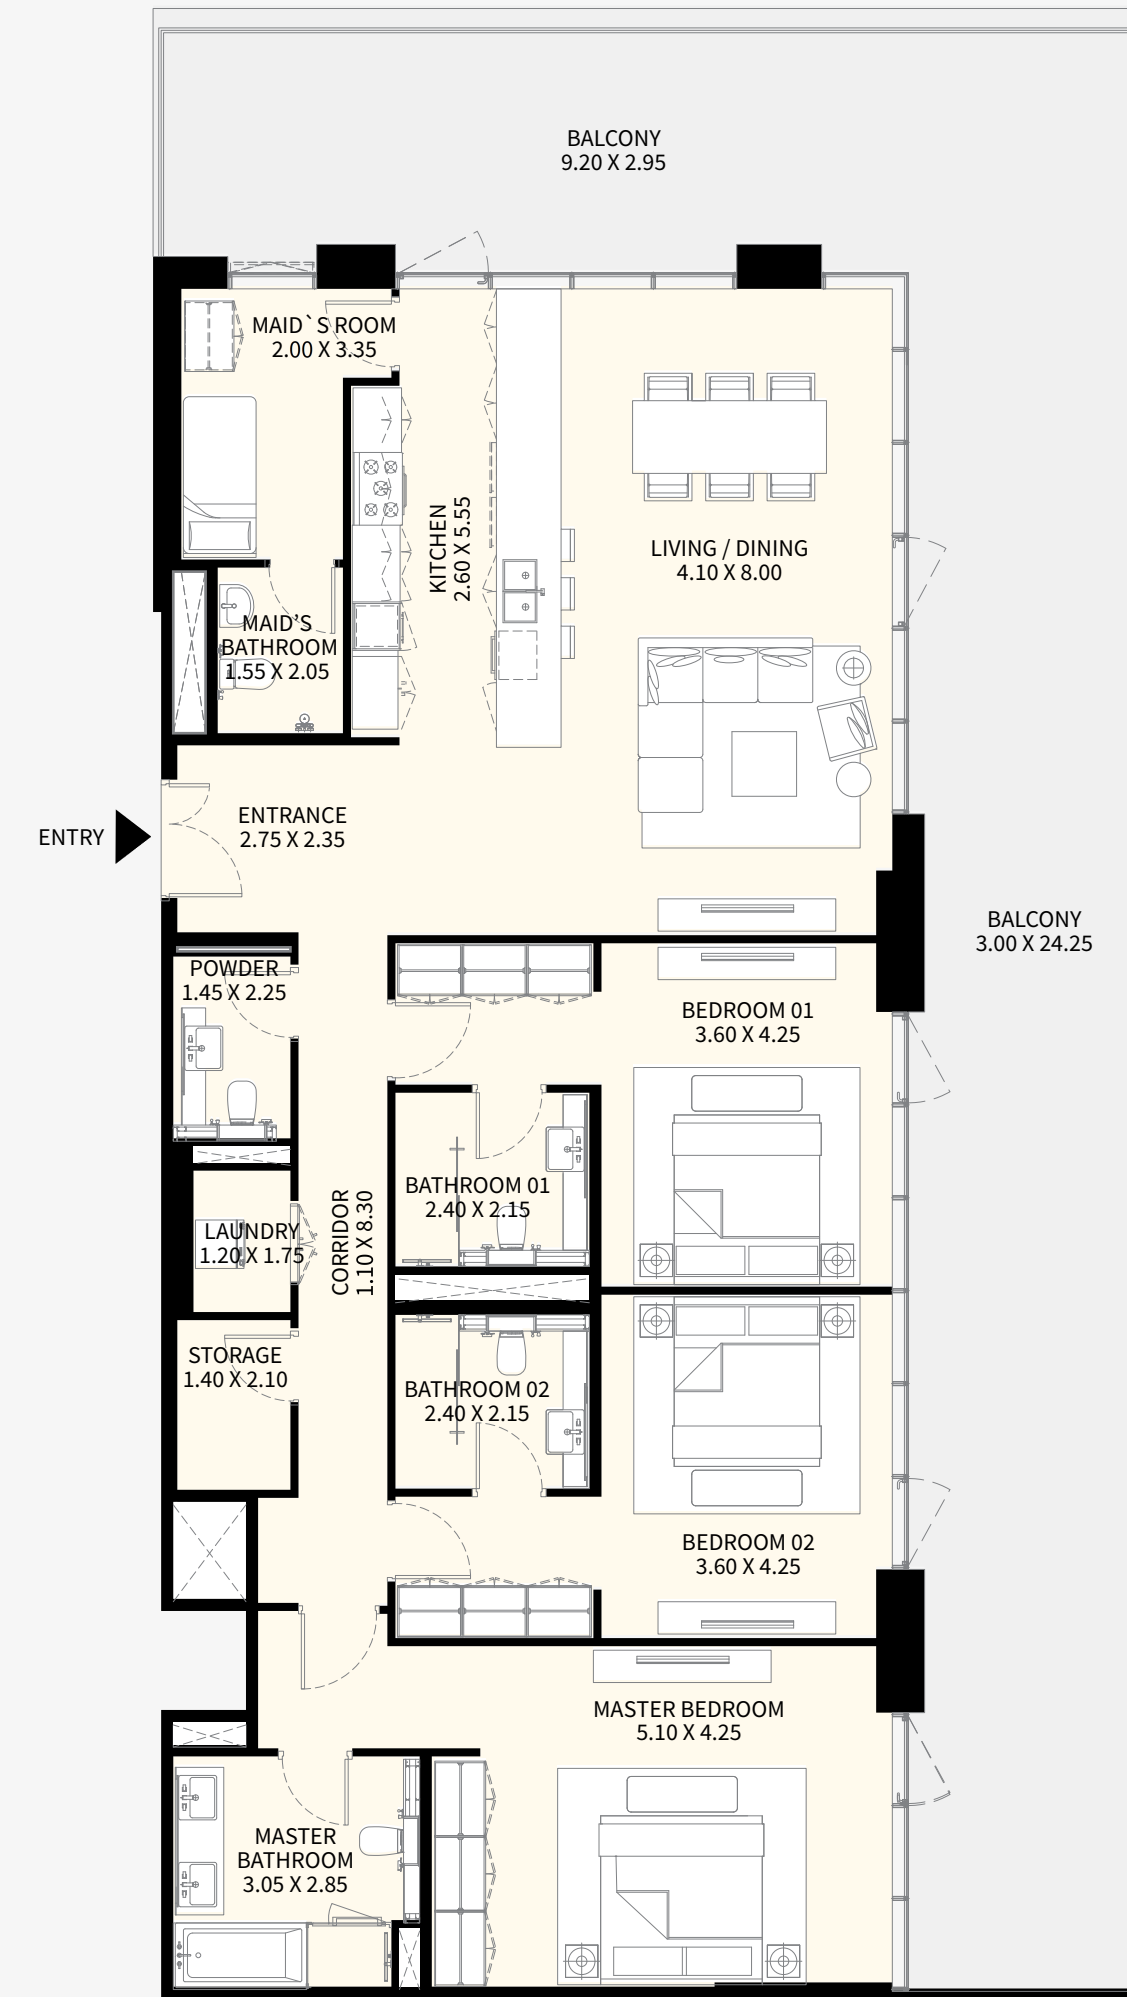 BALCONY
9.20 X 2.95
MAID`S ROOM
2.00 X 3.35
KITCHEN
2.60 X 5.55
LIVING / DINING
4.10 X 8.00
MAID'S
BATHROOM
1.55 X 2.05
ENTRY
ENTRANCE
2.75 X 2.35
BALCONY
3.00 X 24.25
POWDER
1.45 X 2.25
BEDROOM 01
3.60 X 4.25
BATHROOM 01
2.40 X 2.15
LAUNDRY
1.20 X 1.75
CORRIDOR
1.10 X 8.30
STORAGE
1.40 X 2.10
BATHROOM 02
2.40 X 2.15
BEDROOM 02
3.60 X 4.25
MASTER BEDROOM
5.10 X 4.25
MASTER
BATHROOM
3.05 X 2.85